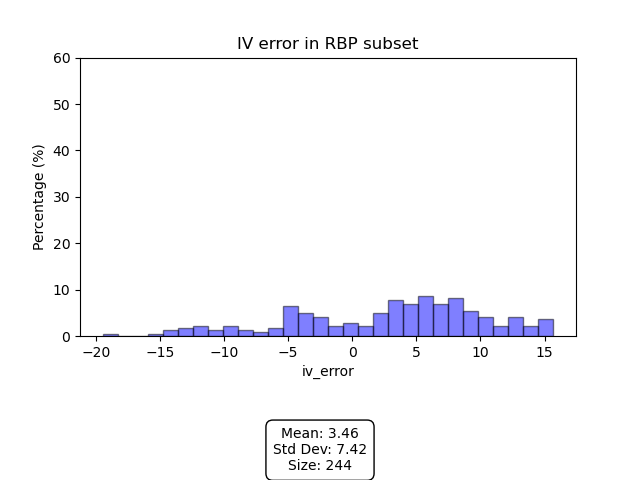 IV error in RBP subset
60
50
40
30
20
10
0
Percentage (%)
−20 −15 −10 −5 0 5 10 15
iv_error
Mean: 3.46
Std Dev: 7.42
Size: 244